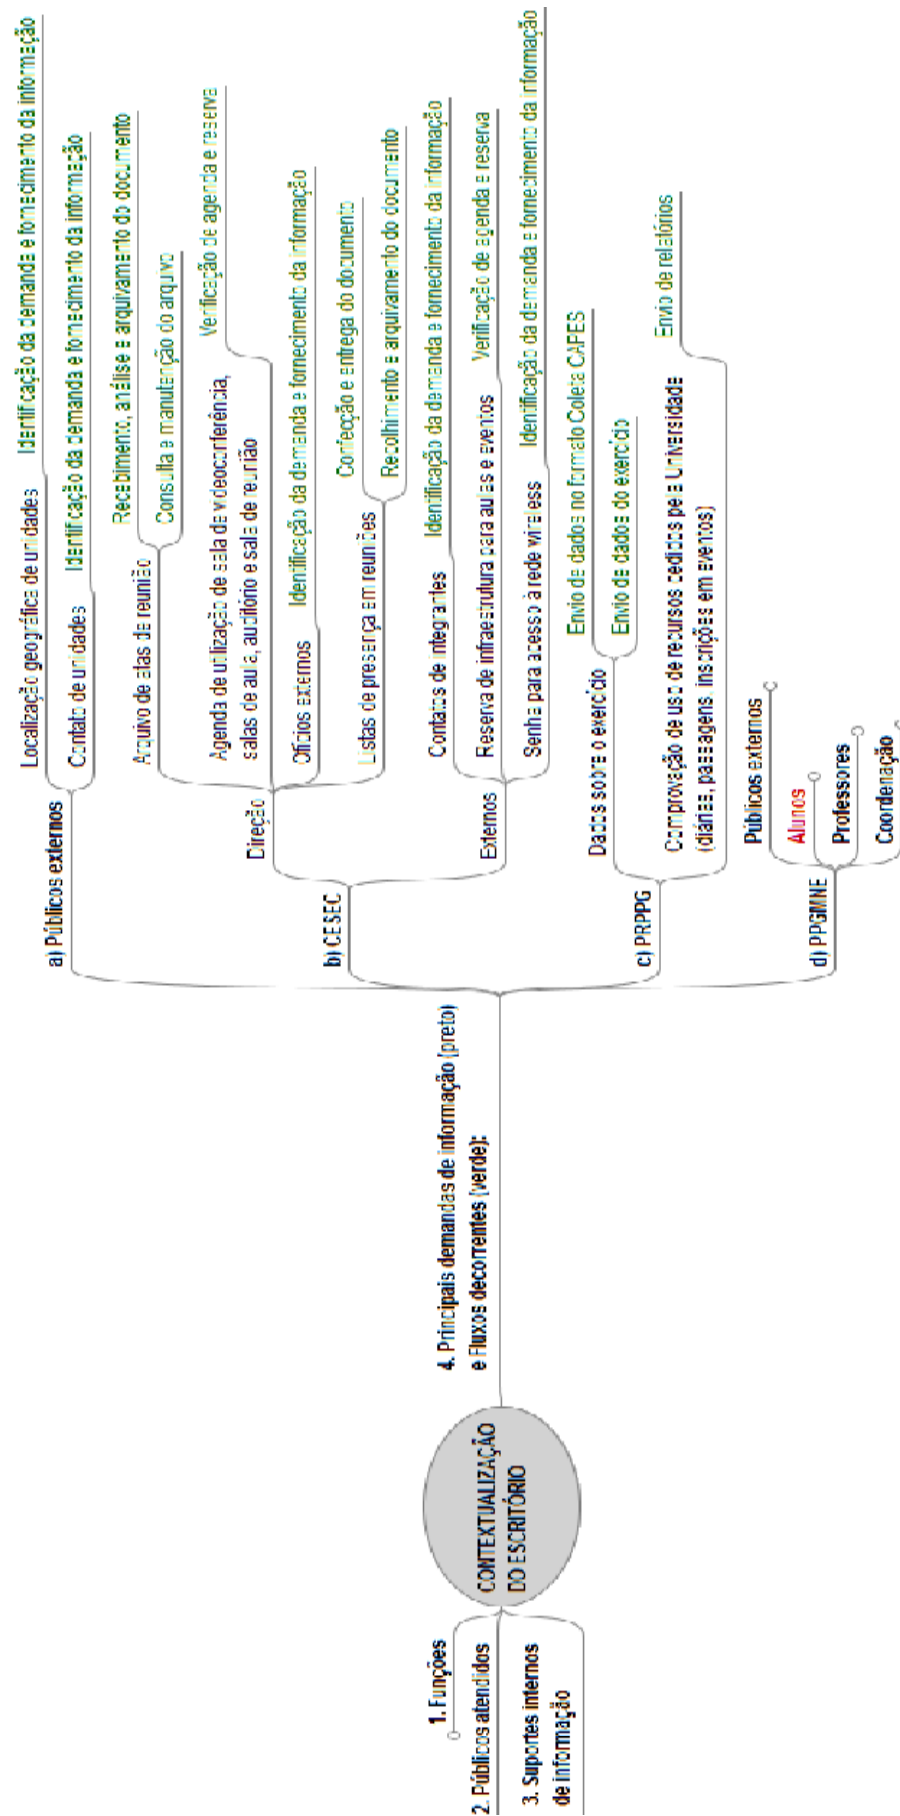 CONTEXTUALIZAÇÃO
DO ESCRITÓRIO
1. Funções
2. Públicos atendidos
3. Suportes internos
de informação
4. Principais demandas de informação (preto)
e Fluxos decorrentes (verde):
a) Públicos externos
Localização geográfica de unidades
Identificação da demanda e fornecimento da informação
Contato de unidades
Identificação da demanda e fornecimento da informação
b) CESEC
Direção
Arquivo de atas de reunião
Recebimento, análise e arquivamento do documento
Consulta e manutenção do arquivo
Agenda de utilização de sala de videoconferência,
salas de aula, auditório e sala de reunião
Verificação de agenda e reserva
Ofícios externos
Identificação da demanda e fornecimento da informação
Listas de presença em reuniões
Confecção e entrega do documento
Recolhimento e arquivamento do documento
Externos
Contatos de integrantes
Identificação da demanda e fornecimento da informação
Reserva de infraestrutura para aulas e eventos
Verificação de agenda e reserva
Senha para acesso à rede wireless
Identificação da demanda e fornecimento da informação
c) PRPPG
Dados sobre o exercício
Envio de dados no formato Coleta CAPES
Envio de dados do exercício
Comprovação de uso de recursos cedidos pela Universidade
(diárias, passagens, inscrições em eventos)
Envio de relatórios
d) PPGMNE
Públicos externos
Alunos
Professores
Coordenação